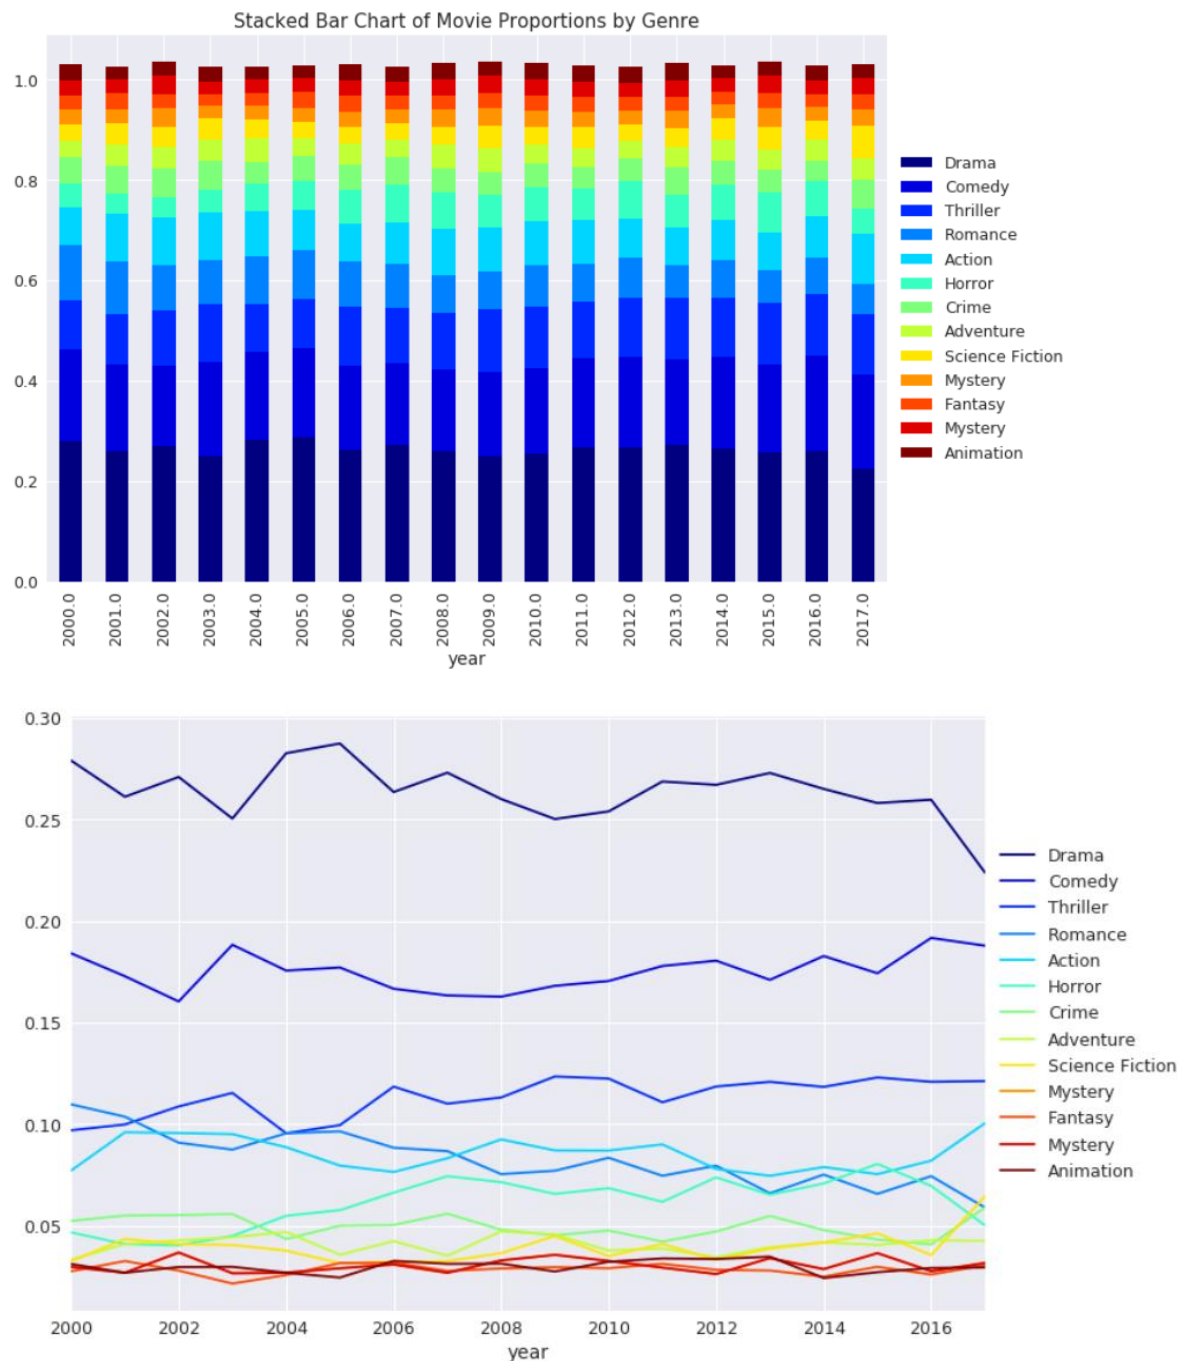 Stacked Bar Chart of Movie Proportions by Genre
1.0
0.8
0.6
0.4
0.2
0.0
2000.0
2001.0
2002.0
2003.0
2004.0
2005.0
2006.0
2007.0
2008.0
2009.0
2010.0
2011.0
2012.0
2013.0
2014.0
2015.0
2016.0
2017.0
year
Drama
Comedy
Thriller
Romance
Action
Horror
Crime
Adventure
Science Fiction
Mystery
Fantasy
Mystery
Animation
0.30
0.25
0.20
0.15
0.10
0.05
2000
2002
2004
2006
2008
2010
2012
2014
2016
year
Drama
Comedy
Thriller
Romance
Action
Horror
Crime
Adventure
Science Fiction
Mystery
Fantasy
Mystery
Animation